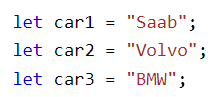 let car1 = "Saab";
let car2 = "Volvo";
let car3 = "BMW";